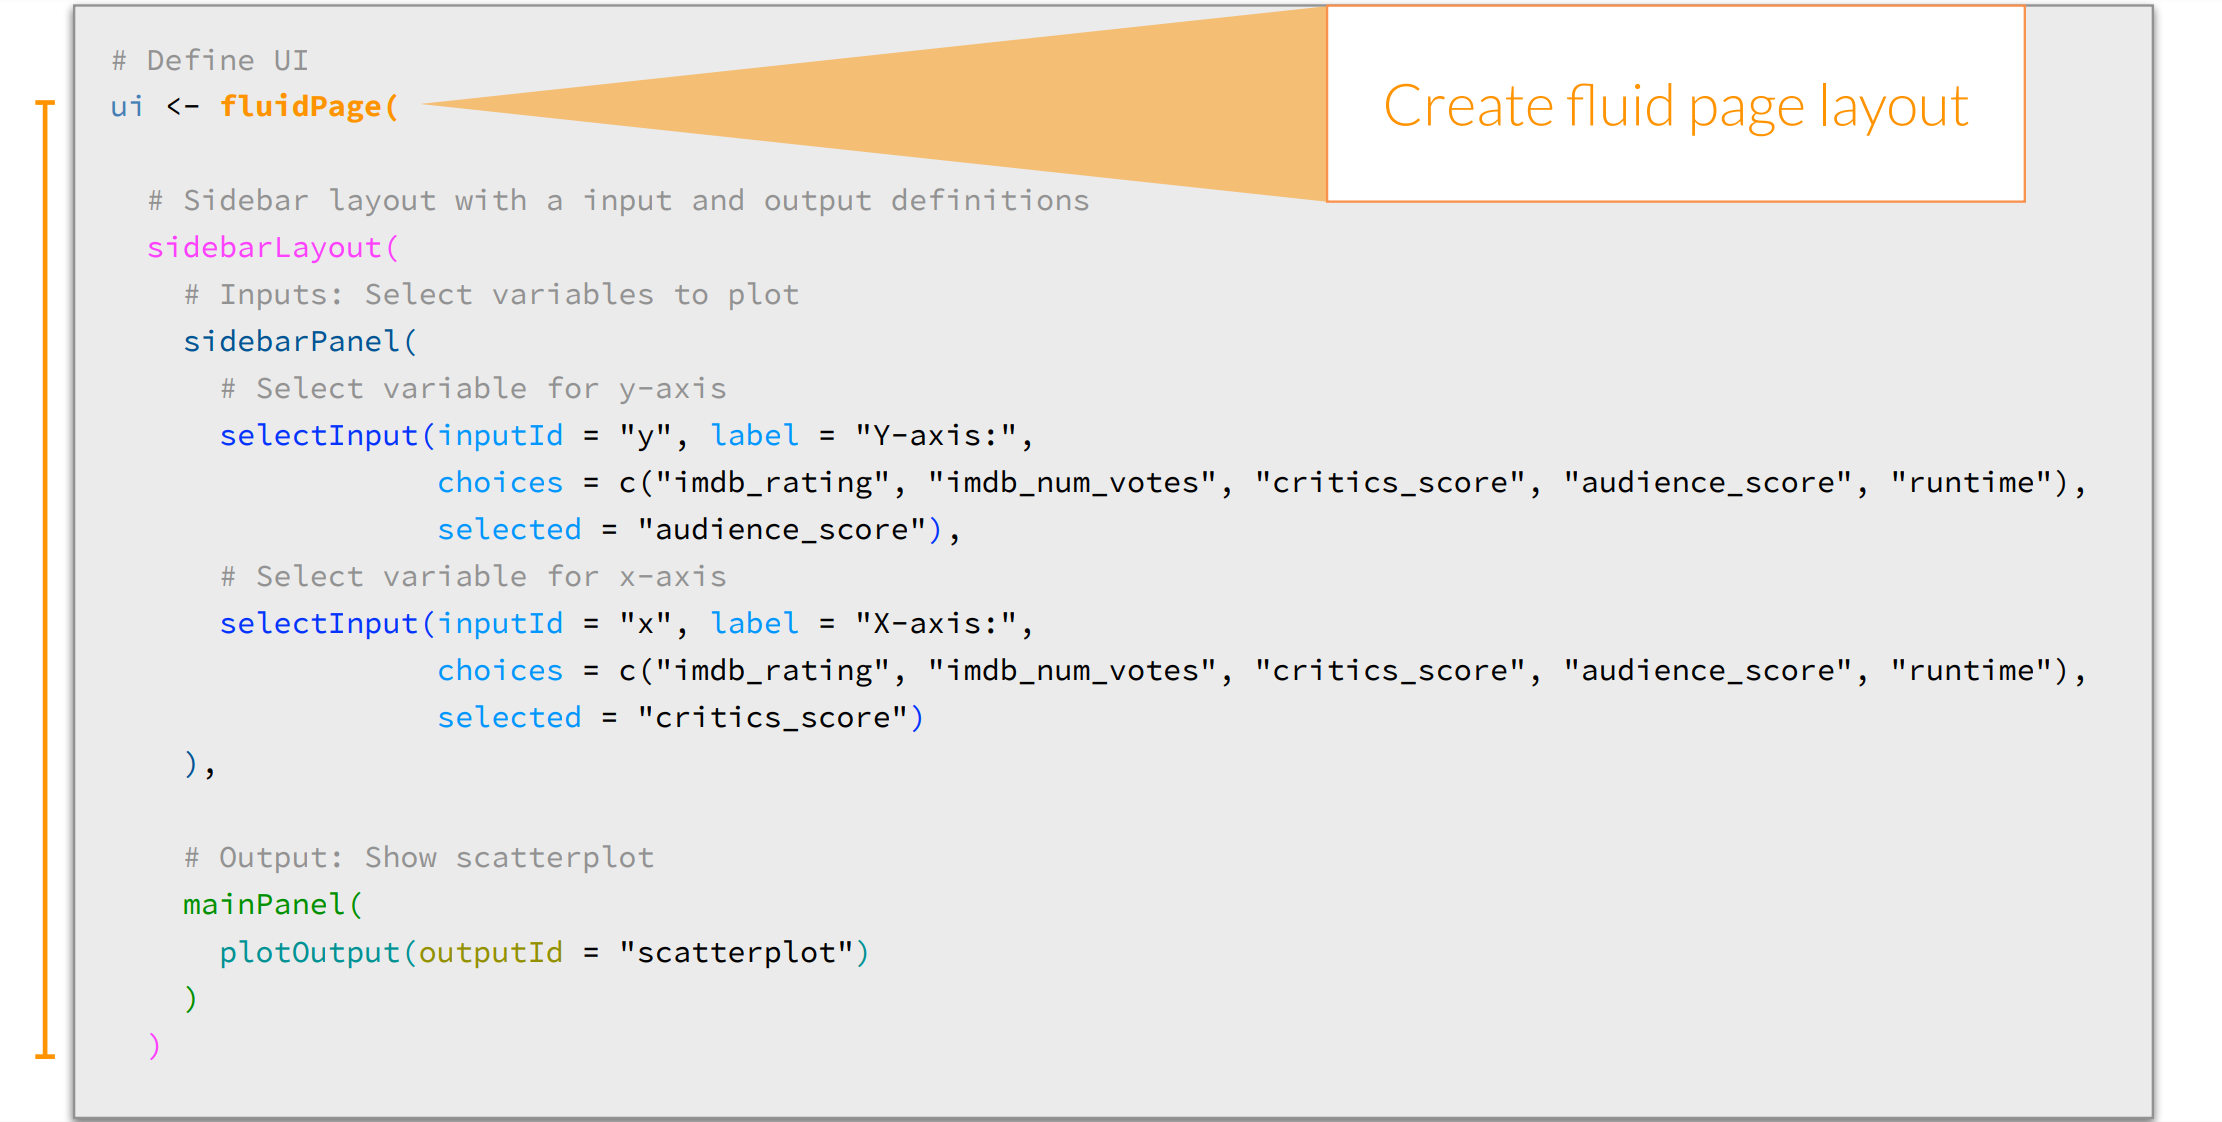 # Define UI
ui <- fluidPage(
Create fluid page layout
  # Sidebar layout with a input and output definitions
  sidebarLayout(
    # Inputs: Select variables to plot
    sidebarPanel(
      # Select variable for y-axis
      selectInput(inputId = "y", label = "Y-axis:",
                  choices = c("imdb_rating", "imdb_num_votes", "critics_score", "audience_score", "runtime"),
                  selected = "audience_score"),
      # Select variable for x-axis
      selectInput(inputId = "x", label = "X-axis:",
                  choices = c("imdb_rating", "imdb_num_votes", "critics_score", "audience_score", "runtime"),
                  selected = "critics_score")
    ),
    # Output: Show scatterplot
    mainPanel(
      plotOutput(outputId = "scatterplot")
    )
  )